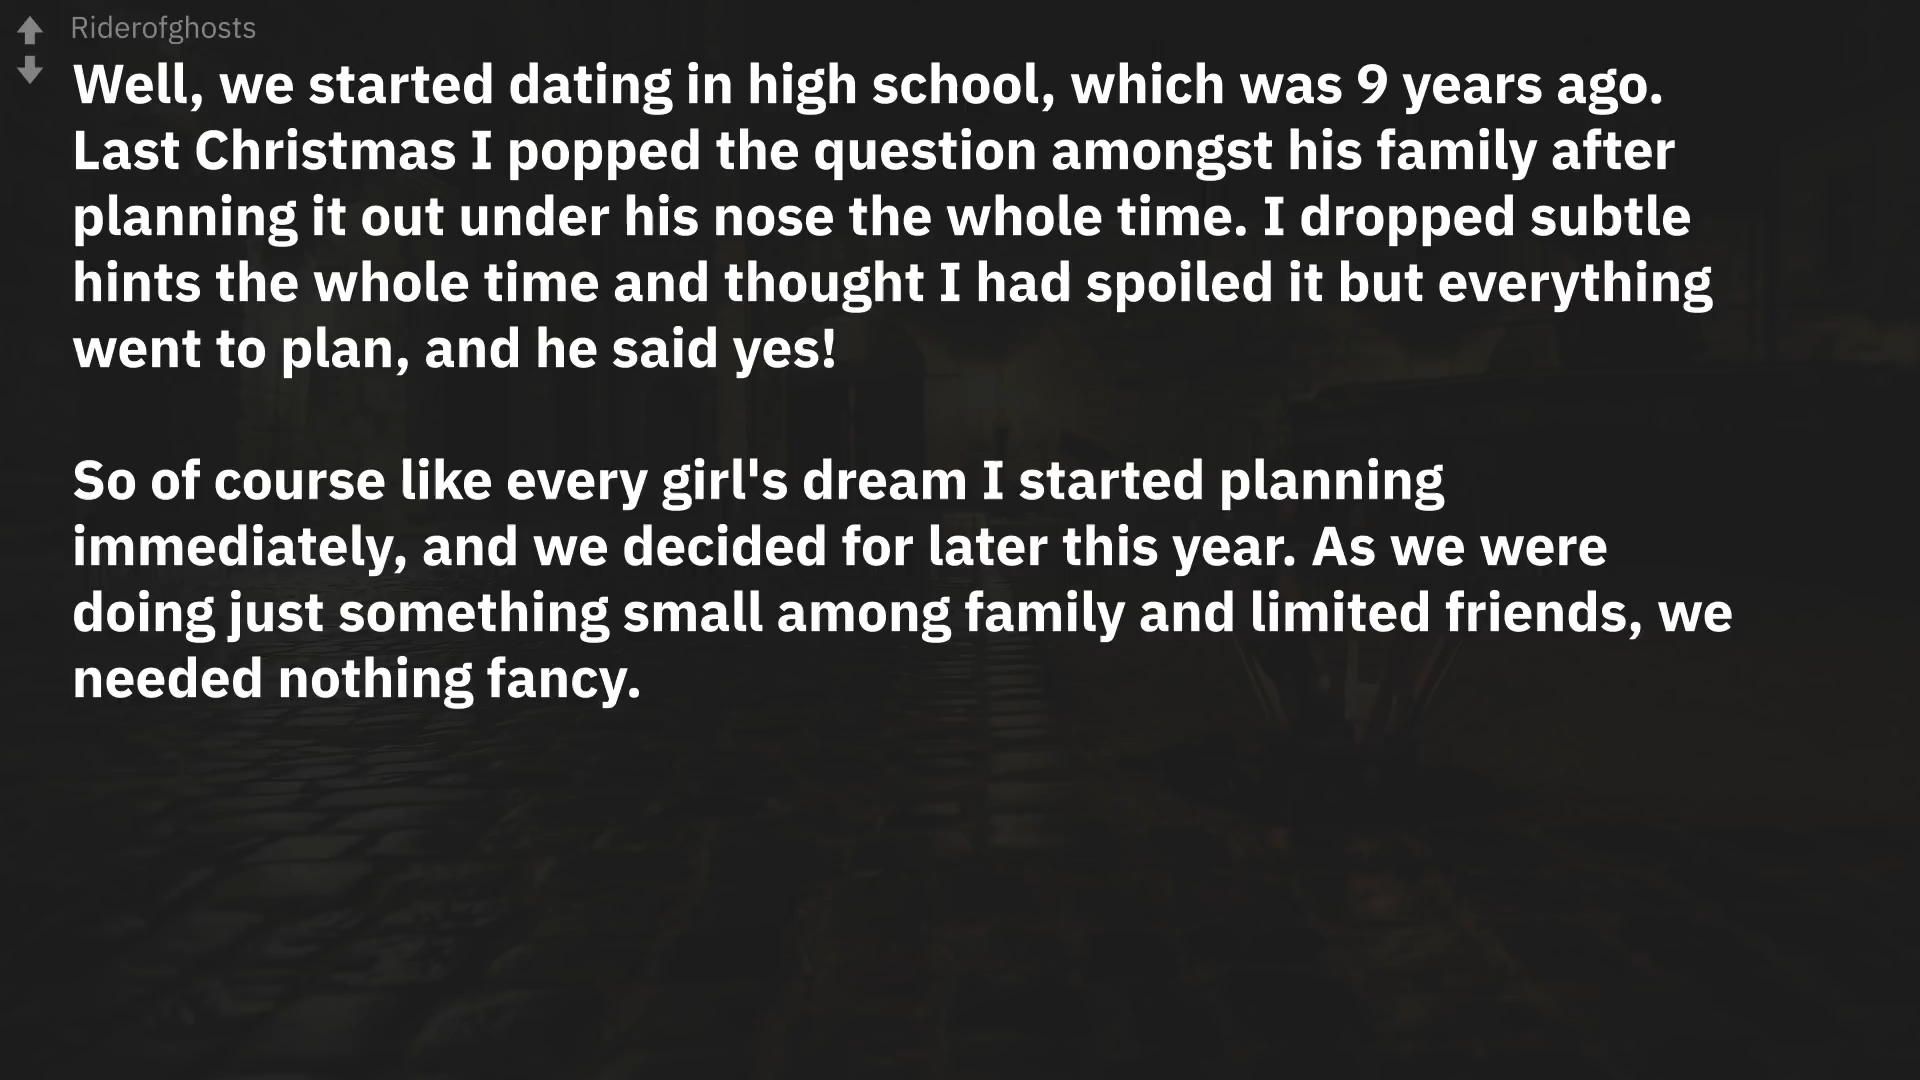 Riderofghosts
Well, we started dating in high school, which was 9 years ago.
Last Christmas I popped the question amongst his family after
planning it out under his nose the whole time. I dropped subtle
hints the whole time and thought I had spoiled it but everything
went to plan, and he said yes!
So of course like every girl's dream I started planning
immediately, and we decided for later this year. As we were
doing just something small among family and limited friends, we
needed nothing fancy.